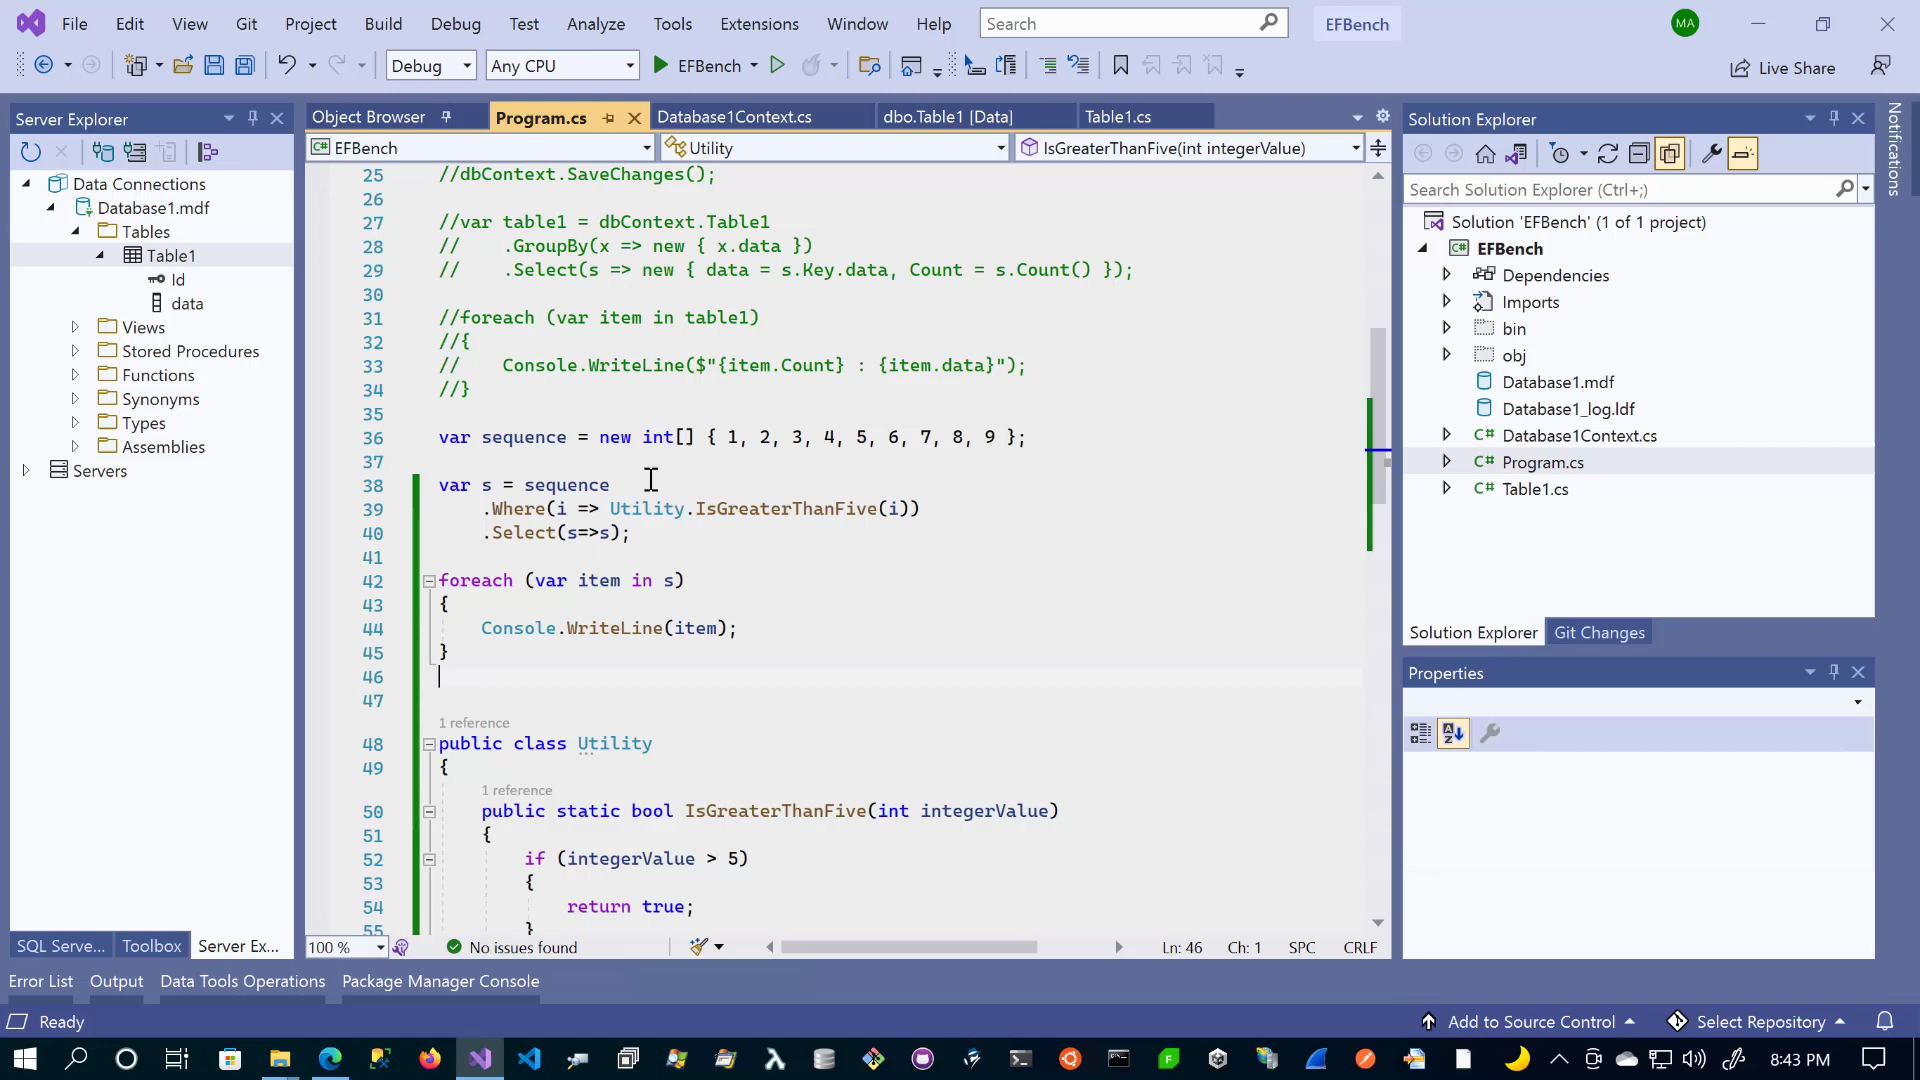 File Edit View Git Project Build Debug Test Analyze Tools Extensions Window Help Search EFBench MA
Debug Any CPU EFBench Live Share
Server Explorer
Data Connections
Database1.mdf
Tables
Table1
Id
data
Views
Stored Procedures
Functions
Synonyms
Types
Assemblies
Servers
SQL Serve... Toolbox Server Ex...
Object Browser Program.cs Database1Context.cs dbo.Table1 [Data] Table1.cs
EFBench Utility IsGreaterThanFive(int integerValue)
25 //dbContext.SaveChanges();
26
27 //var table1 = dbContext.Table1
28 // .GroupBy(x => new { x.data })
29 // .Select(s => new { data = s.Key.data, Count = s.Count() });
30
31 //foreach (var item in table1)
32 //{
33 // Console.WriteLine($"{item.Count} : {item.data}");
34 //}
35
36 var sequence = new int[] { 1, 2, 3, 4, 5, 6, 7, 8, 9 };
37
38 var s = sequence
39 .Where(i => Utility.IsGreaterThanFive(i))
40 .Select(s=>s);
41
42 foreach (var item in s)
43 {
44 Console.WriteLine(item);
45 }
46
47
1 reference
48 public class Utility
49 {
1 reference
50 public static bool IsGreaterThanFive(int integerValue)
51 {
52 if (integerValue > 5)
53 {
54 return true;
55 }
100 % No issues found Ln: 46 Ch: 1 SPC CRLF
Solution Explorer
Search Solution Explorer (Ctrl+;)
Solution 'EFBench' (1 of 1 project)
EFBench
Dependencies
Imports
bin
obj
Database1.mdf
Database1_log.ldf
Database1Context.cs
Program.cs
Table1.cs
Solution Explorer Git Changes
Properties
Notifications
Error List Output Data Tools Operations Package Manager Console
Ready Add to Source Control Select Repository
8:43 PM